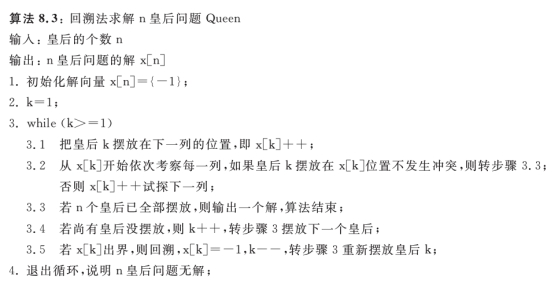 算法 8.3：回溯法求解 n 皇后问题 Queen
输入：皇后的个数 n
输出：n 皇后问题的解 x[n]
1. 初始化解向量 x[n]={-1}；
2. k=1；
3. while (k>=1)
3.1 把皇后 k 摆放在下一列的位置，即 x[k]++；
3.2 从 x[k]开始依次考察每一列，如果皇后 k 摆放在 x[k]位置不发生冲突，则转步骤 3.3；
否则 x[k]++试探下一列；
3.3 若 n 个皇后已全部摆放，则输出一个解，算法结束；
3.4 若尚有皇后没摆放，则 k++，转步骤 3 摆放下一个皇后；
3.5 若 x[k]出界，则回溯，x[k]=-1，k--，转步骤 3 重新摆放皇后 k；
4. 退出循环，说明 n 皇后问题无解；